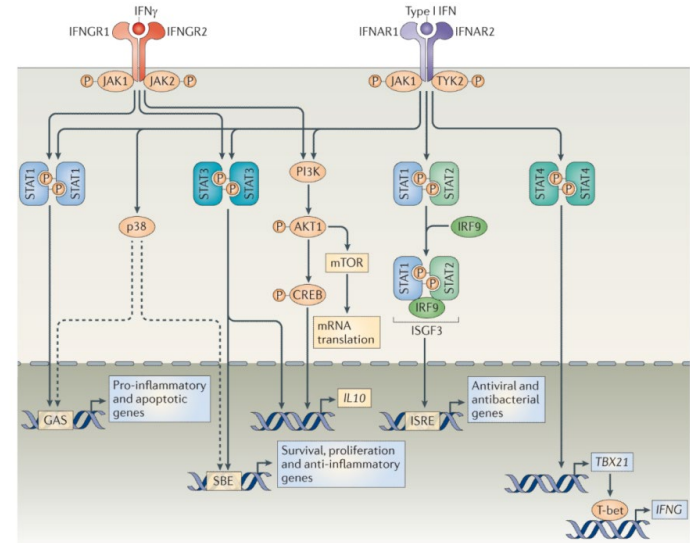 IFNγ
Type I IFN
IFNGR1
IFNGR2
IFNAR1
IFNAR2
P
JAK1
JAK2
P
P
JAK1
TYK2
P
STAT1
P
P
STAT1
STAT3
P
P
STAT3
PI3K
STAT1
P
P
STAT2
STAT4
P
P
STAT4
p38
P
AKT1
IRF9
mTOR
STAT1
P
P
STAT2
P
CREB
IRF9
mRNA
translation
ISGF3
Pro-inflammatory
and apoptotic
genes
GAS
IL10
Antiviral and
antibacterial
genes
ISRE
Survival, proliferation
and anti-inflammatory
genes
SBE
TBX21
T-bet
IFNG